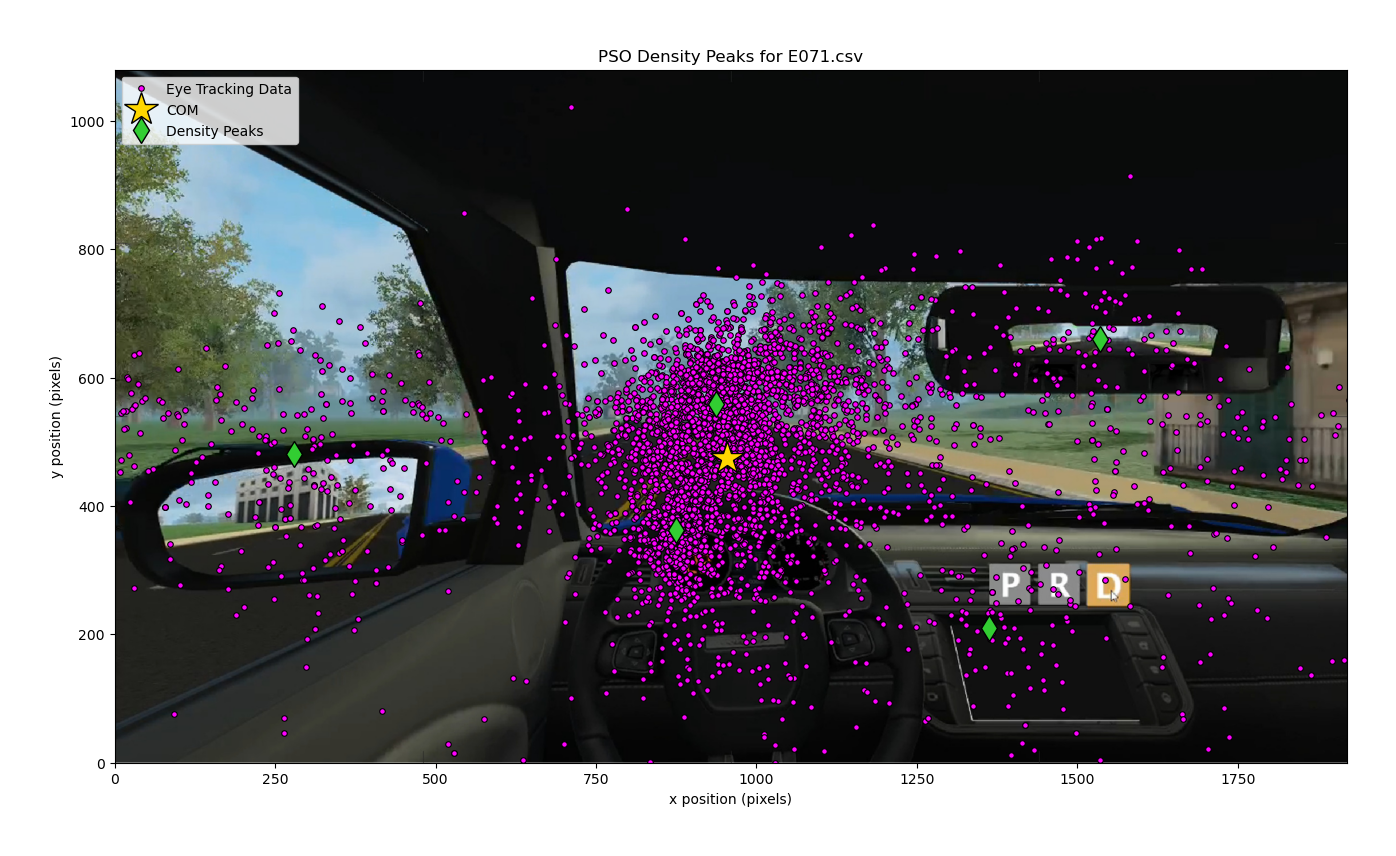 PSO Density Peaks for E071.csv
Eye Tracking Data
COM
Density Peaks
y position (pixels)
1000
800
600
400
200
0
P R D
0 250 500 750 1000 1250 1500 1750
x position (pixels)